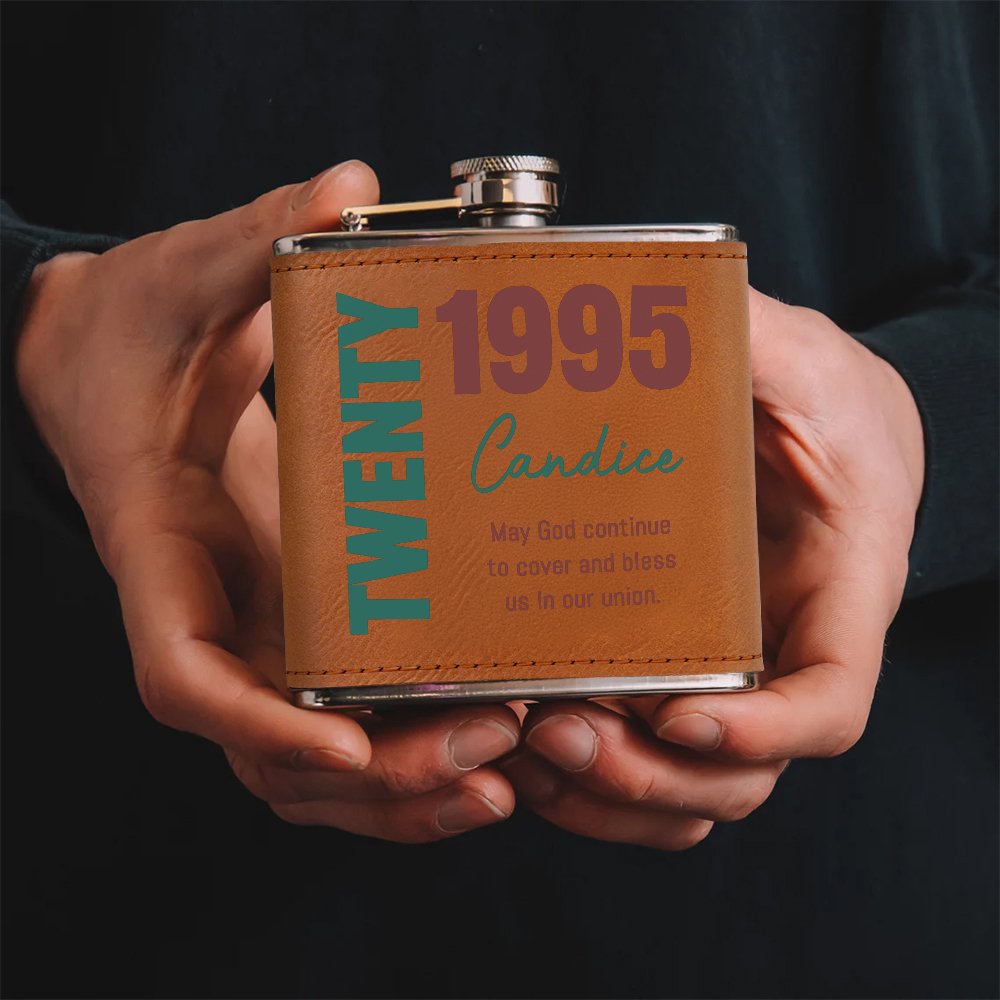 TWENTY
1995
Candice
May God continue
to cover and bless
us In our union.